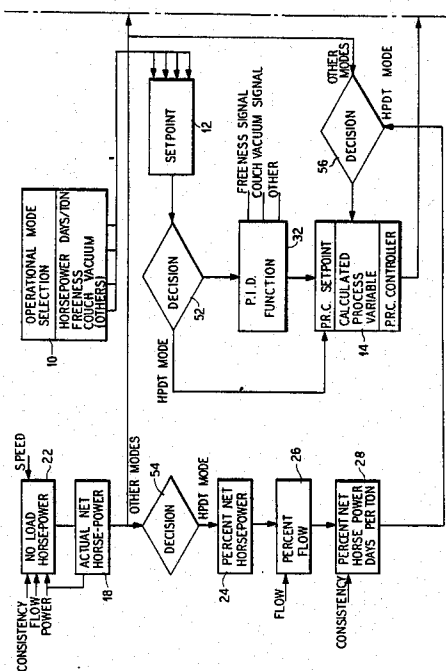 OPERATIONAL MODE
SELECTION
HORSEPOWER DAYS/TON
FREENESS
COUCH VACUUM
(OTHERS)
10
SETPOINT
12
DECISION
52
HPDT MODE
FREENESS SIGNAL
COUCH VACUUM SIGNAL
OTHER
P.I.D.
FUNCTION
32
P.R.C. SETPOINT
CALCULATED
PROCESS
VARIABLE
P.R.C. CONTROLLER
14
OTHER
MODES
DECISION
56
HPDT MODE
SPEED
CONSISTENCY
FLOW
POWER
NO LOAD
HORSE-POWER
22
ACTUAL NET
HORSE-POWER
18
OTHER MODES
DECISION
54
HPDT MODE
PERCENT NET
HORSEPOWER
24
FLOW
PERCENT
FLOW
26
CONSISTENCY
PERCENT NET
HORSE POWER
DAYS PER TON
28